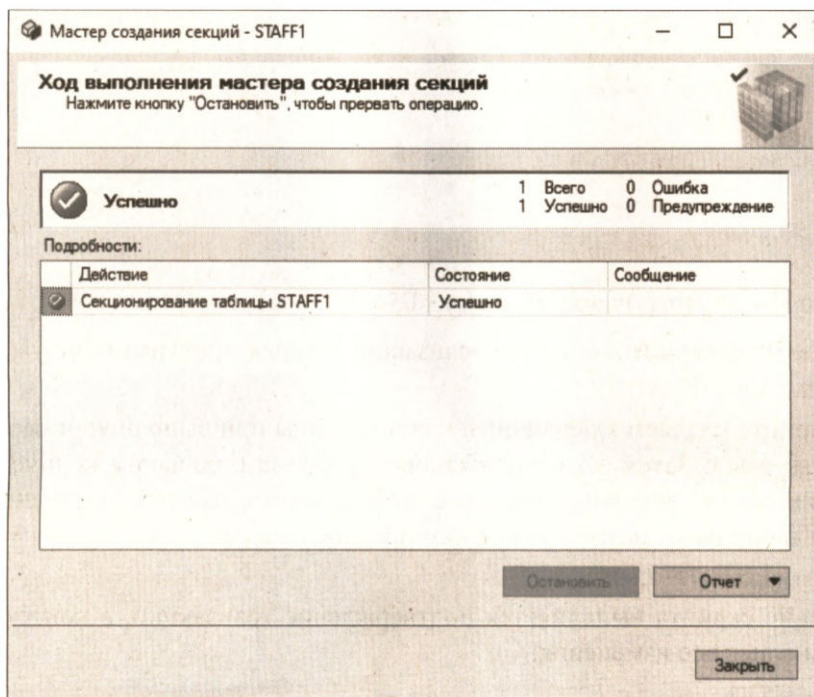 Мастер создания секций - STAFF1
Ход выполнения мастера создания секций
Нажмите кнопку "Остановить", чтобы прервать операцию.
Успешно
1 Всего 0 Ошибка
1 Успешно 0 Предупреждение
Подробности:
Действие Состояние Сообщение
Секционирование таблицы STAFF1 Успешно
Остановить Отчет
Закрыть